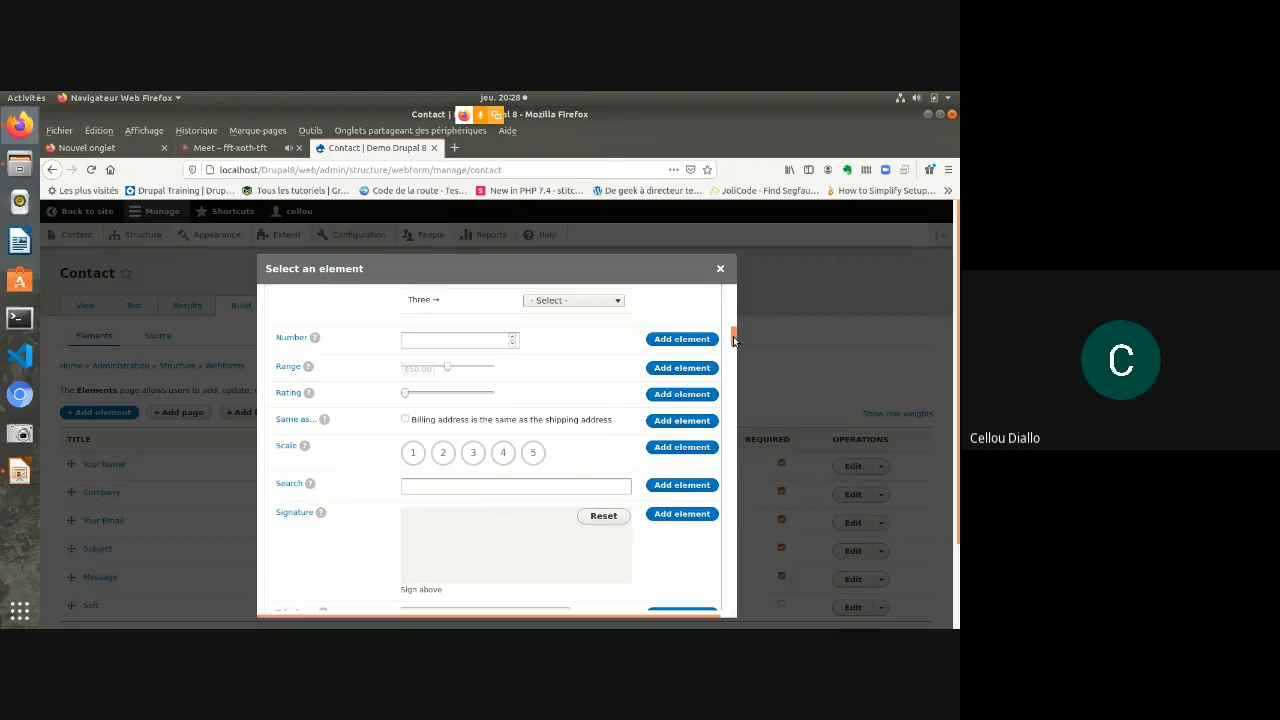 Activités
Navigateur Web Firefox
jeu. 20:28
Contact | al 8 - Mozilla Firefox
Fichier Édition Affichage Historique Marque-pages Outils Onglets partageant des périphériques Aide
Nouvel onglet
Meet – fft-xoth-tft
Contact | Demo Drupal 8
localhost/Drupal8/web/admin/structure/webform/manage/contact
Les plus visités
Drupal Training | Drup…
Tous les tutoriels | Gr…
Code de la route - Tes…
New in PHP 7.4 - stitc…
De geek à directeur te…
JoliCode - Find Segfau…
How to Simplify Setup…
Back to site Manage Shortcuts cellou
Content Structure Appearance Extend Configuration People Reports Help
Contact
View Test Results Build
Elements Source
Home » Administration » Structure » Webforms
The Elements page allows users to add, update,
+ Add element + Add page + Add
Show row weights
TITLE REQUIRED OPERATIONS
Your Name Edit
Company Edit
Your Email Edit
Subject Edit
Message Edit
Edit
Select an element
Three → - Select -
Number ? Add element
Range ? $50.00 Add element
Rating ? Add element
Same as... ? Billing address is the same as the shipping address Add element
Scale ? 1 2 3 4 5 Add element
Search ? Add element
Signature ? Reset Add element
Sign above
C
Cellou Diallo